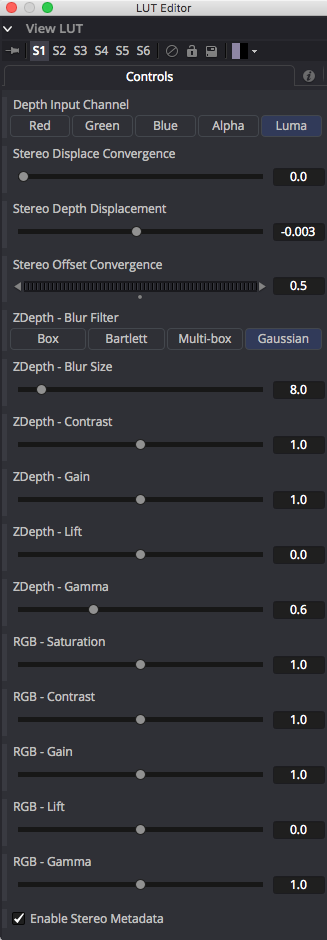 LUT Editor
View LUT
S1 S2 S3 S4 S5 S6
Controls
Depth Input Channel
Red Green Blue Alpha Luma
Stereo Displace Convergence
0.0
Stereo Depth Displacement
-0.003
Stereo Offset Convergence
0.5
ZDepth - Blur Filter
Box Bartlett Multi-box Gaussian
ZDepth - Blur Size
8.0
ZDepth - Contrast
1.0
ZDepth - Gain
1.0
ZDepth - Lift
0.0
ZDepth - Gamma
0.6
RGB - Saturation
1.0
RGB - Contrast
1.0
RGB - Gain
1.0
RGB - Lift
0.0
RGB - Gamma
1.0
Enable Stereo Metadata